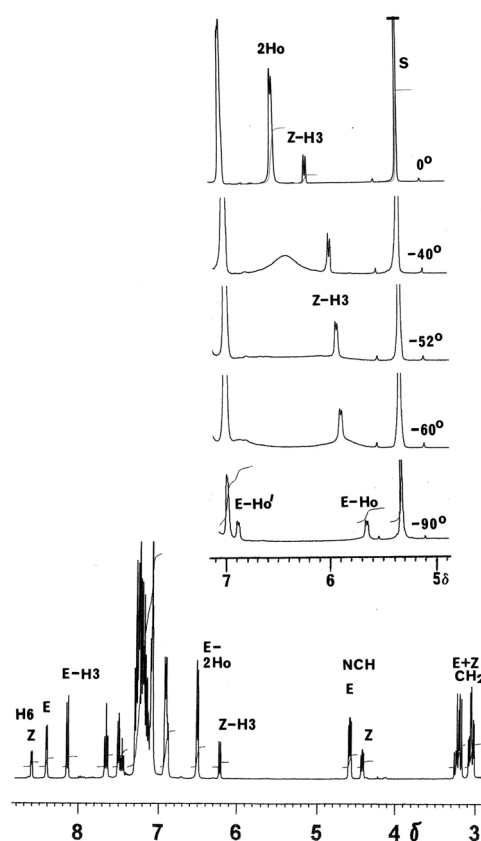 2Ho
S
Z-H3
0°
-40°
Z-H3
-52°
-60°
E-Ho'
E-Ho
-90°
7 6 5δ
E-H3
E-
2Ho
NCH
E+Z
CH2
H6
E
Z
Z-H3
E
Z
8 7 6 5 4 δ 3